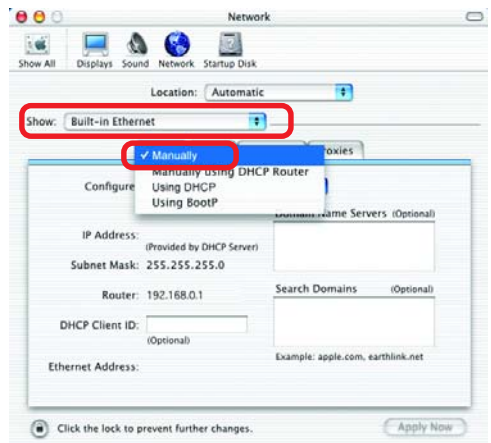 Network
Show All Displays Sound Network Startup Disk
Location: Automatic
Show: Built-in Ethernet
✓ Manually
Manually using DHCP Router
Using DHCP
Using BootP
Proxies
Configure
Domain Name Servers (Optional)
IP Address:
(Provided by DHCP Server)
Subnet Mask: 255.255.255.0
Router: 192.168.0.1
Search Domains (Optional)
DHCP Client ID:
(Optional)
Example: apple.com, earthlink.net
Ethernet Address:
Click the lock to prevent further changes.
Apply Now